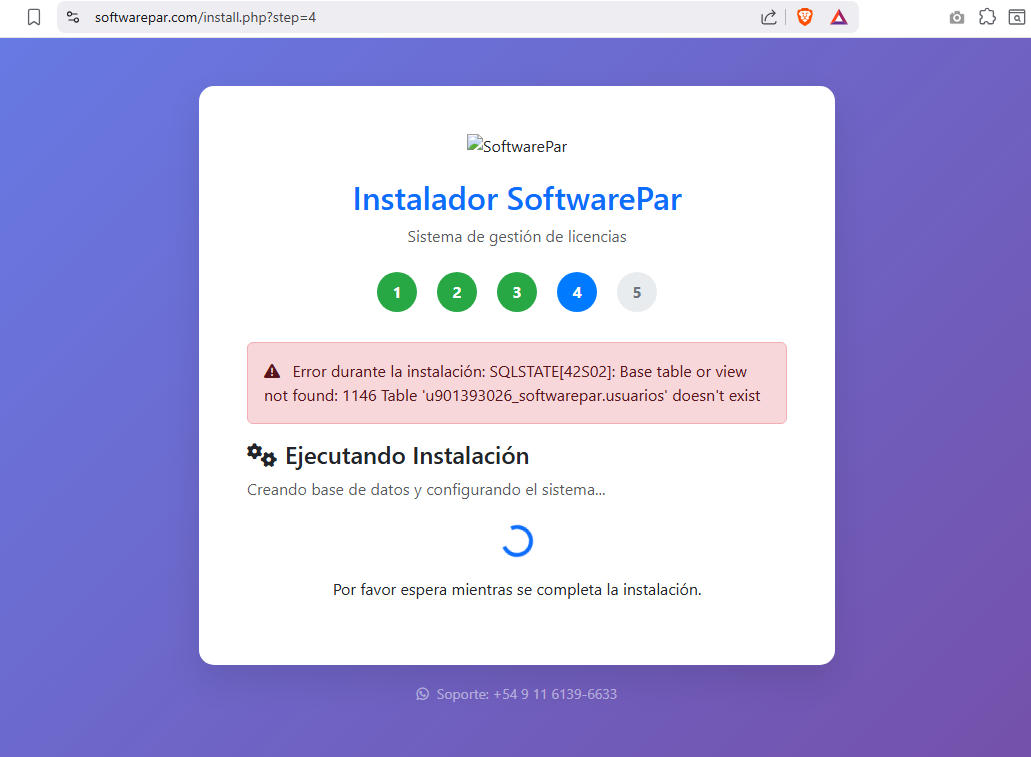 softwarepar.com/install.php?step=4
SoftwarePar
Instalador SoftwarePar
Sistema de gestión de licencias
1 2 3 4 5
Error durante la instalación: SQLSTATE[42S02]: Base table or view
not found: 1146 Table 'u901393026_softwarepar.usuarios' doesn't exist
Ejecutando Instalación
Creando base de datos y configurando el sistema...
Por favor espera mientras se completa la instalación.
Soporte: +54 9 11 6139-6633